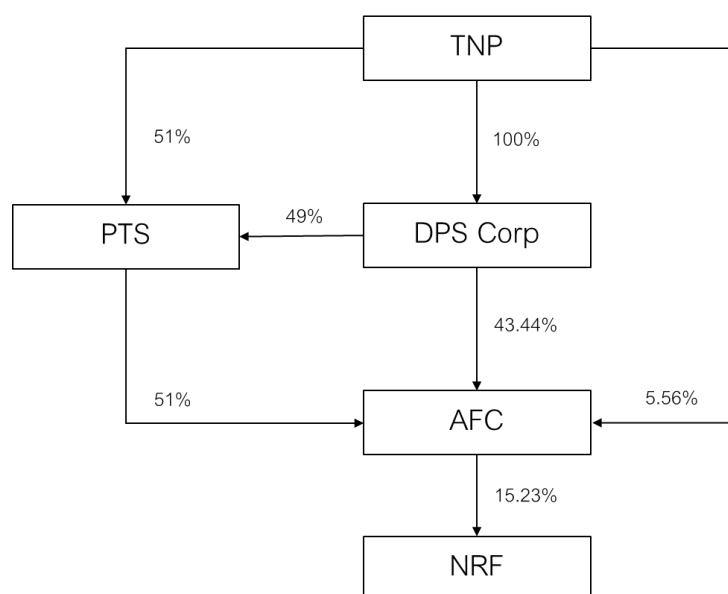 TNP
51%
100%
PTS
49%
DPS Corp
43.44%
51%
AFC
5.56%
15.23%
NRF